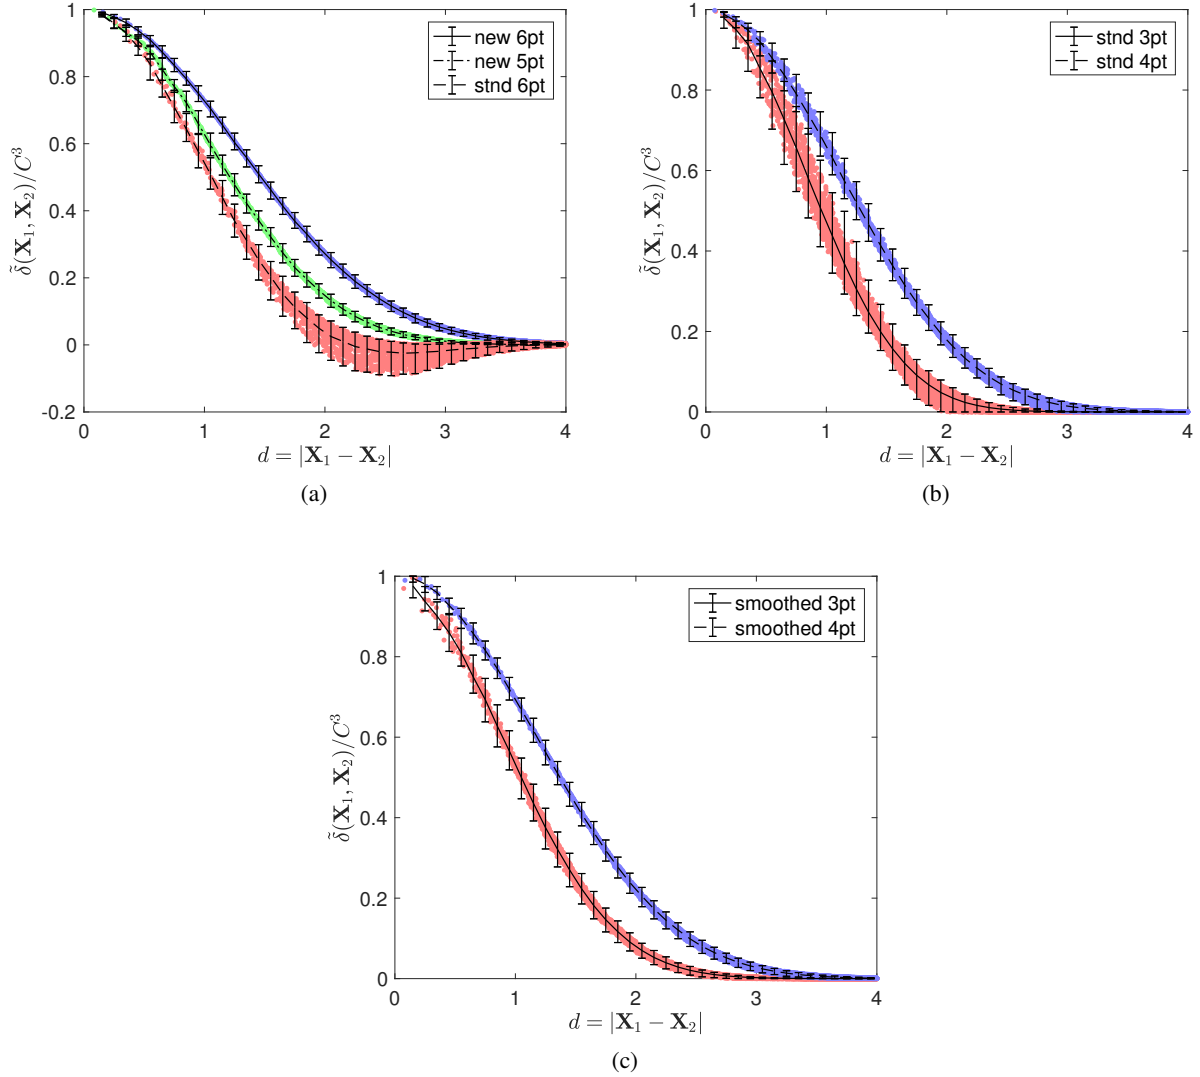 1
0.8
0.6
0.4
0.2
0
-0.2
0 1 2 3 4
δ̃(X₁, X₂)/C³
d = |X₁ − X₂|
new 6pt
new 5pt
stnd 6pt
(a)
1
0.8
0.6
0.4
0.2
0
0 1 2 3 4
δ̃(X₁, X₂)/C³
d = |X₁ − X₂|
stnd 3pt
stnd 4pt
(b)
1
0.8
0.6
0.4
0.2
0
0 1 2 3 4
δ̃(X₁, X₂)/C³
d = |X₁ − X₂|
smoothed 3pt
smoothed 4pt
(c)